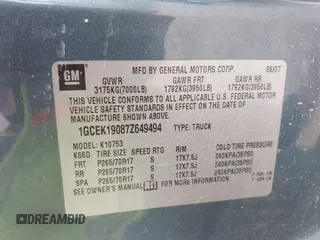 GM
MFD BY GENERAL MOTORS CORP. 06/07
GVWR GAWR FRT GAWR RR
3175KG(7000LB) 1792KG(3950LB) 1792KG(3950LB)
THIS VEHICLE CONFORMS TO ALL APPLICABLE U.S. FEDERAL MOTOR
VEHICLE SAFETY STANDARDS IN EFFECT ON THE DATE OF
MANUFACTURE SHOWN ABOVE.
1GCEK19087Z649494 TYPE: TRUCK
MODEL: K10753
TIRE SIZE SPEED RTG RIM COLD TIRE PRESSURE
FRT P265/70R17 S 17X7.5J 240KPA(35PSI)
RR P265/70R17 S 17X7.5J 240KPA(35PSI)
SPA P265/70R17 S 17X7.5J 240KPA(35PSI)
SEE OWNER'S MANUAL FOR ADDITIONAL INFORMATION.
DREAMBID